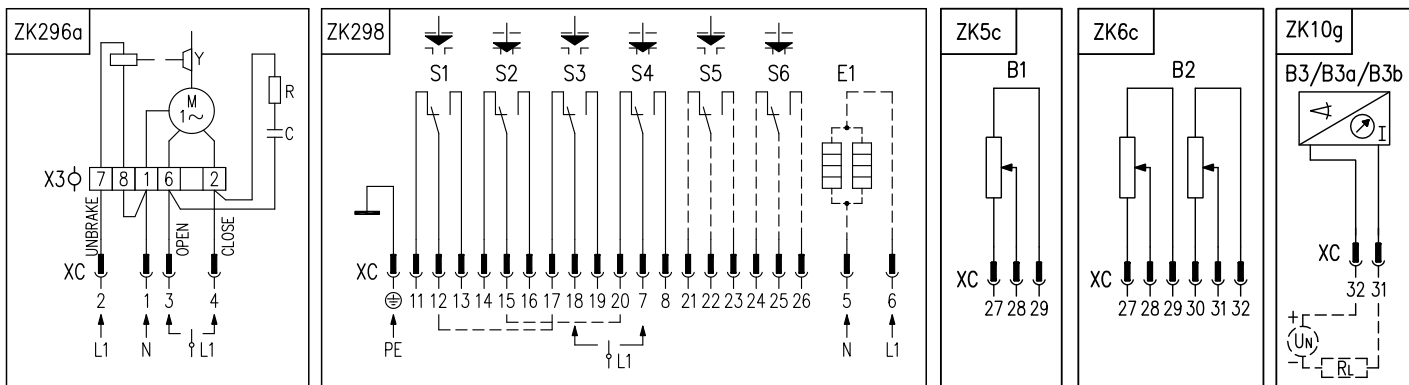 ZK296a
Y
M
1~
R
C
X3
7 8 1 6 2
UNBRAKE
OPEN
CLOSE
XC
2 1 3 4
L1 N L1
ZK298
S1 S2 S3 S4 S5 S6 E1
XC
11 12 13 14 15 16 17 18 19 20 7 8 21 22 23 24 25 26 5 6
PE L1 N L1
ZK5c
B1
XC
27 28 29
ZK6c
B2
XC
27 28 29 30 31 32
ZK10g
B3/B3a/B3b
I
XC
32 31
+
UN
−
RL